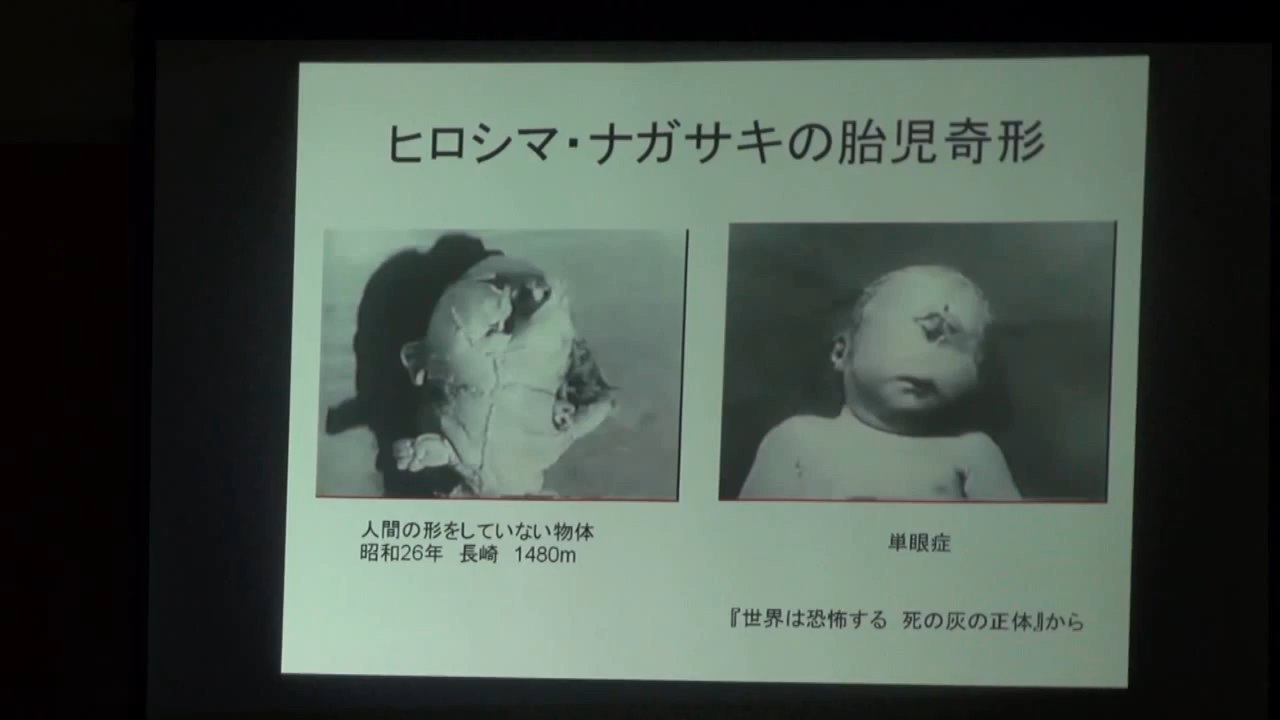 ヒロシマ・ナガサキの胎児奇形
人間の形をしていない物体
昭和26年 長崎 1480m
単眼症
『世界は恐怖する 死の灰の正体』から